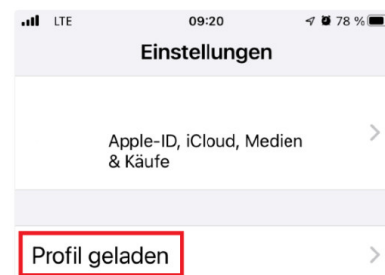 LTE 09:20 78 %
Einstellungen
Apple-ID, iCloud, Medien
& Käufe
Profil geladen